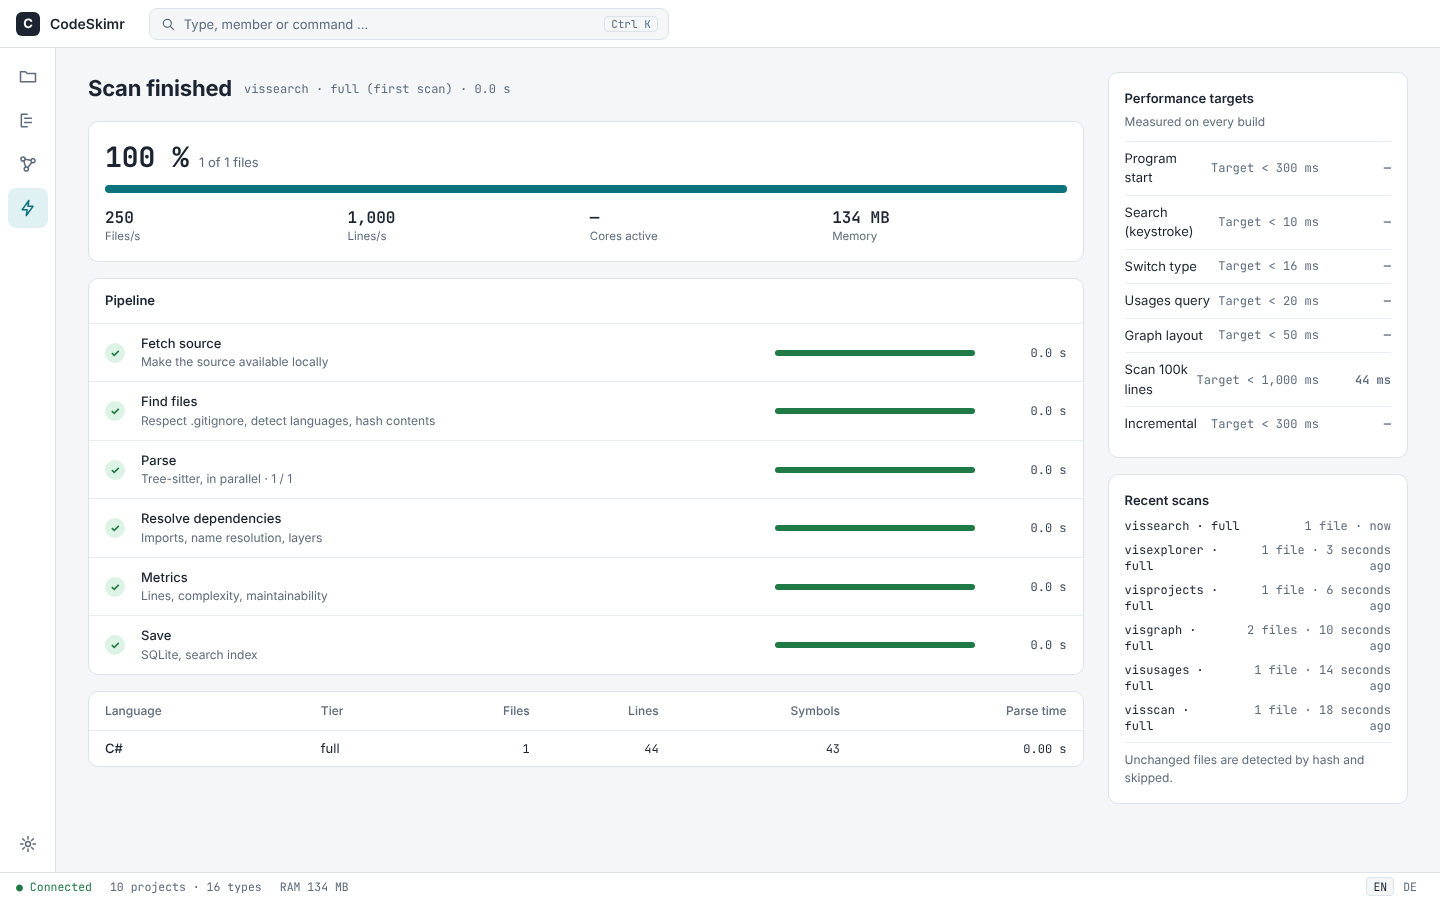 C CodeSkimr
Type, member or command ... Ctrl K
Scan finished vissearch · full (first scan) · 0.0 s
100 % 1 of 1 files
250 1,000 – 134 MB
Files/s Lines/s Cores active Memory
Pipeline
Fetch source
Make the source available locally
0.0 s
Find files
Respect .gitignore, detect languages, hash contents
0.0 s
Parse
Tree-sitter, in parallel · 1 / 1
0.0 s
Resolve dependencies
Imports, name resolution, layers
0.0 s
Metrics
Lines, complexity, maintainability
0.0 s
Save
SQLite, search index
0.0 s
Language Tier Files Lines Symbols Parse time
C# full 1 44 43 0.00 s
Performance targets
Measured on every build
Program
start
Target < 300 ms –
Search
(keystroke)
Target < 10 ms –
Switch type Target < 16 ms –
Usages query Target < 20 ms –
Graph layout Target < 50 ms –
Scan 100k
lines
Target < 1,000 ms 44 ms
Incremental Target < 300 ms –
Recent scans
vissearch · full 1 file · now
visexplorer · 1 file · 3 seconds
full ago
visprojects · 1 file · 6 seconds
full ago
visgraph · 2 files · 10 seconds
full ago
visusages · 1 file · 14 seconds
full ago
visscan · 1 file · 18 seconds
full ago
Unchanged files are detected by hash and
skipped.
Connected 10 projects · 16 types RAM 134 MB EN DE